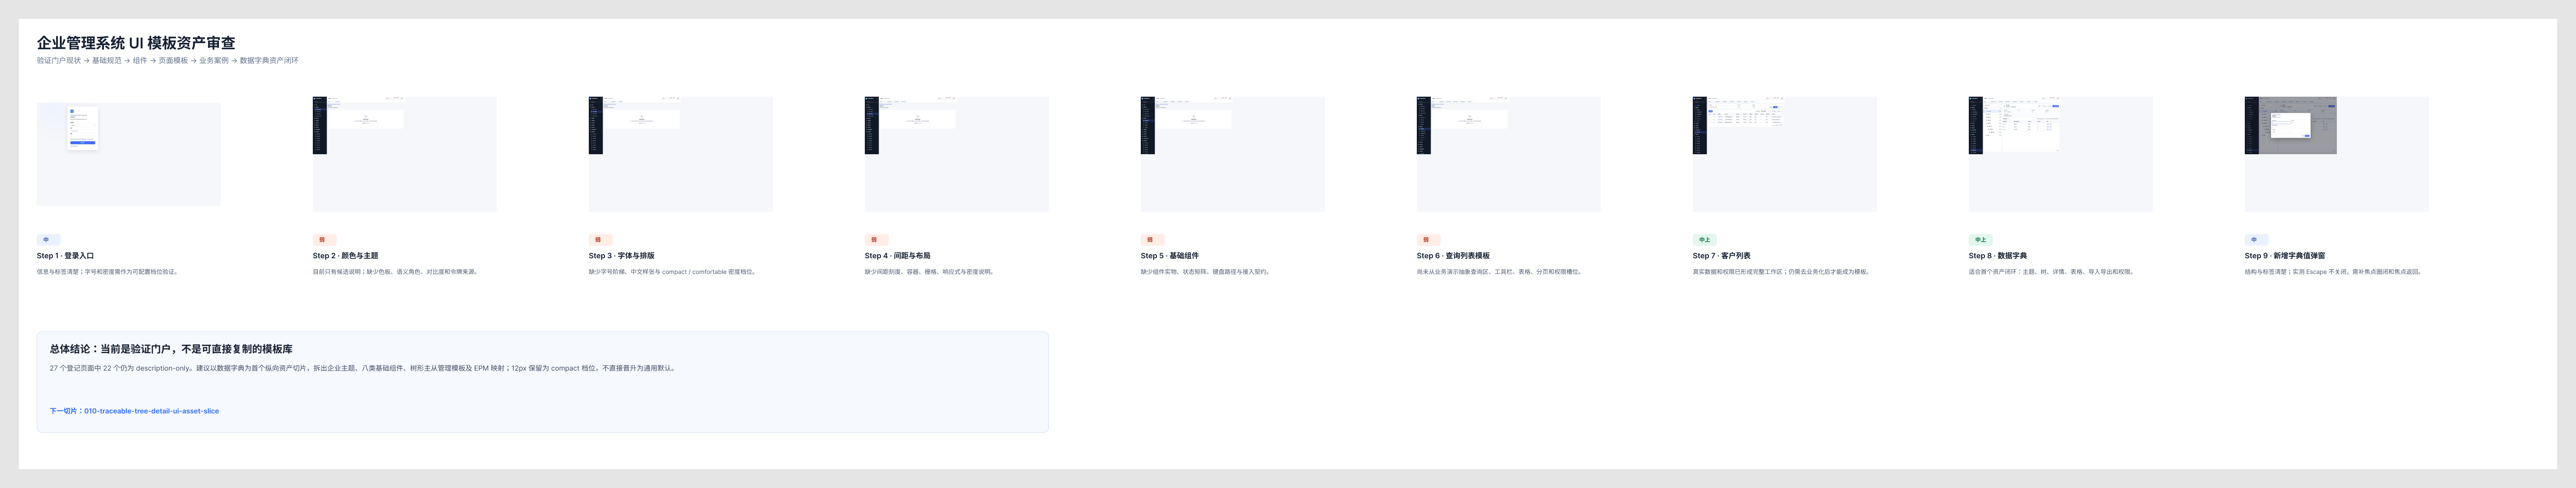 企业管理系统 UI 模板资产审查
验证门户现状 → 基础规范 → 组件 → 页面模板 → 业务案例 → 数据字典资产闭环
中
Step 1 · 登录入口
信息与标签清楚；字号和密度需作为可配置档位验证。
弱
Step 2 · 颜色与主题
目前只有候选说明；缺少色板、语义角色、对比度和令牌来源。
弱
Step 3 · 字体与排版
缺少字号阶梯、中文样张与 compact / comfortable 密度档位。
弱
Step 4 · 间距与布局
缺少间距刻度、容器、栅格、响应式与密度说明。
弱
Step 5 · 基础组件
缺少组件实物、状态矩阵、键盘路径与接入契约。
弱
Step 6 · 查询列表模板
尚未从业务演示抽象查询区、工具栏、表格、分页和权限槽位。
中上
Step 7 · 客户列表
真实数据和权限已形成完整工作区；仍需去业务化后才能成为模板。
中上
Step 8 · 数据字典
适合首个资产闭环：主题、树、详情、表格、导入导出和权限。
中
Step 9 · 新增字典值弹窗
结构与标签清楚；实测 Escape 不关闭，需补焦点圈闭和焦点返回。
总体结论：当前是验证门户，不是可直接复制的模板库
27 个登记页面中 22 个仍为 description-only。建议以数据字典为首个纵向资产切片，拆出企业主题、八类基础组件、树形主从管理模板及 EPM 映射；12px 保留为 compact 档位，不直接晋升为通用默认。
下一切片：010-traceable-tree-detail-ui-asset-slice